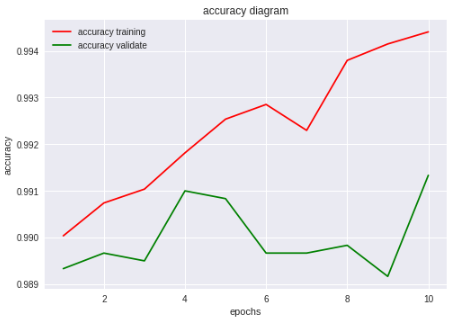 accuracy diagram
accuracy training
accuracy validate
0.994
0.993
0.992
0.991
0.990
0.989
accuracy
2 4 6 8 10
epochs